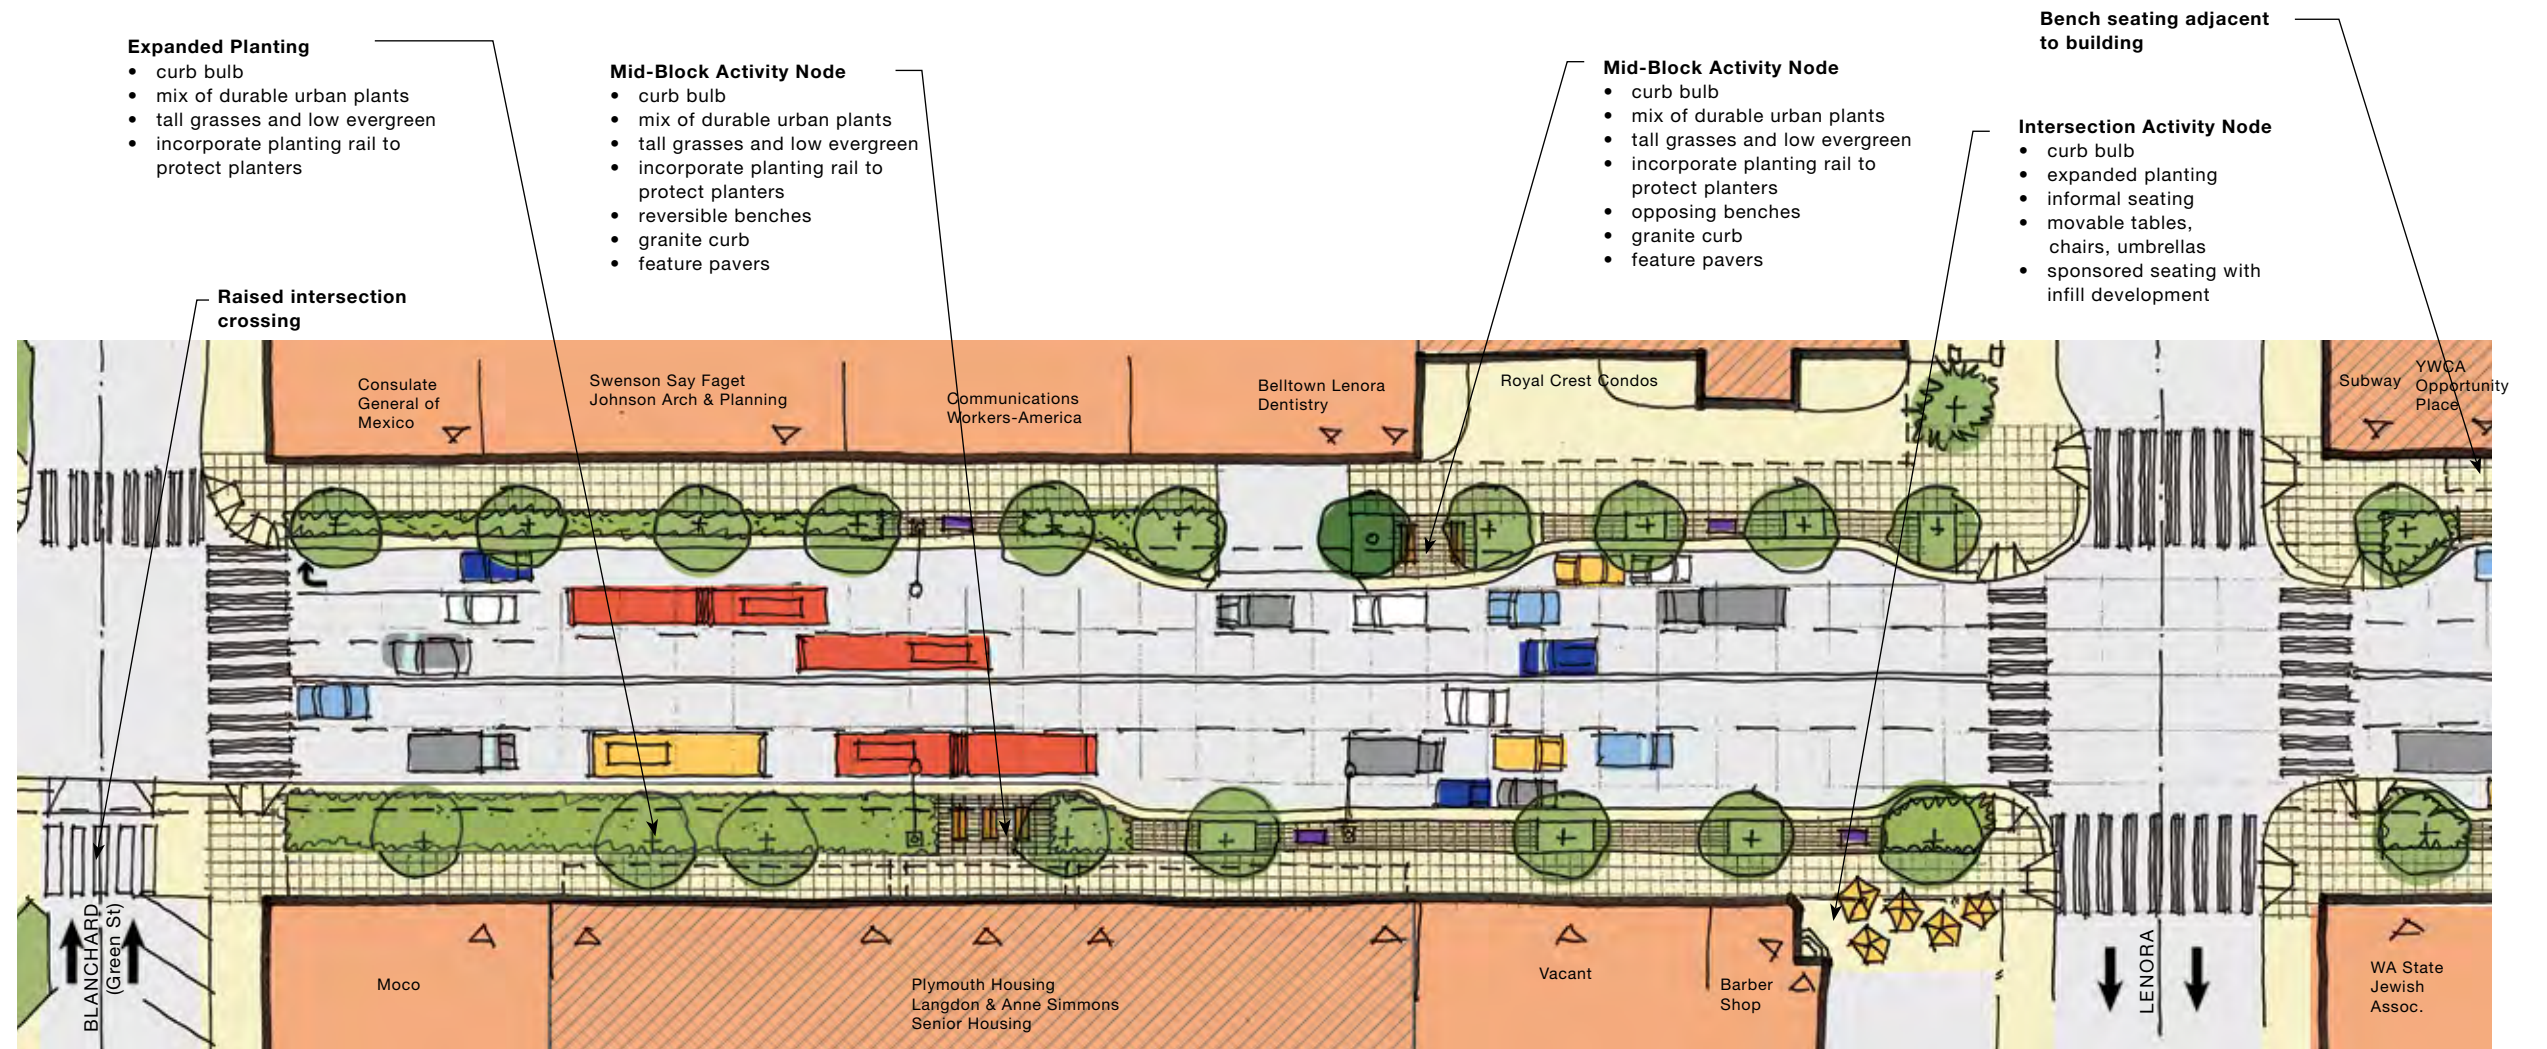 Expanded Planting
• curb bulb
• mix of durable urban plants
• tall grasses and low evergreen
• incorporate planting rail to
protect planters
Mid-Block Activity Node
• curb bulb
• mix of durable urban plants
• tall grasses and low evergreen
• incorporate planting rail to
protect planters
• reversible benches
• granite curb
• feature pavers
Mid-Block Activity Node
• curb bulb
• mix of durable urban plants
• tall grasses and low evergreen
• incorporate planting rail to
protect planters
• opposing benches
• granite curb
• feature pavers
Bench seating adjacent
to building
Intersection Activity Node
• curb bulb
• expanded planting
• informal seating
• movable tables,
chairs, umbrellas
• sponsored seating with
infill development
Raised intersection
crossing
Consulate
General of
Mexico
Swenson Say Faget
Johnson Arch & Planning
Communications
Workers-America
Belltown Lenora
Dentistry
Royal Crest Condos
Subway
YWCA
Opportunity
Place
BLANCHARD
(Green St)
Moco
Plymouth Housing
Langdon & Anne Simmons
Senior Housing
Vacant
Barber
Shop
LENORA
WA State
Jewish
Assoc.